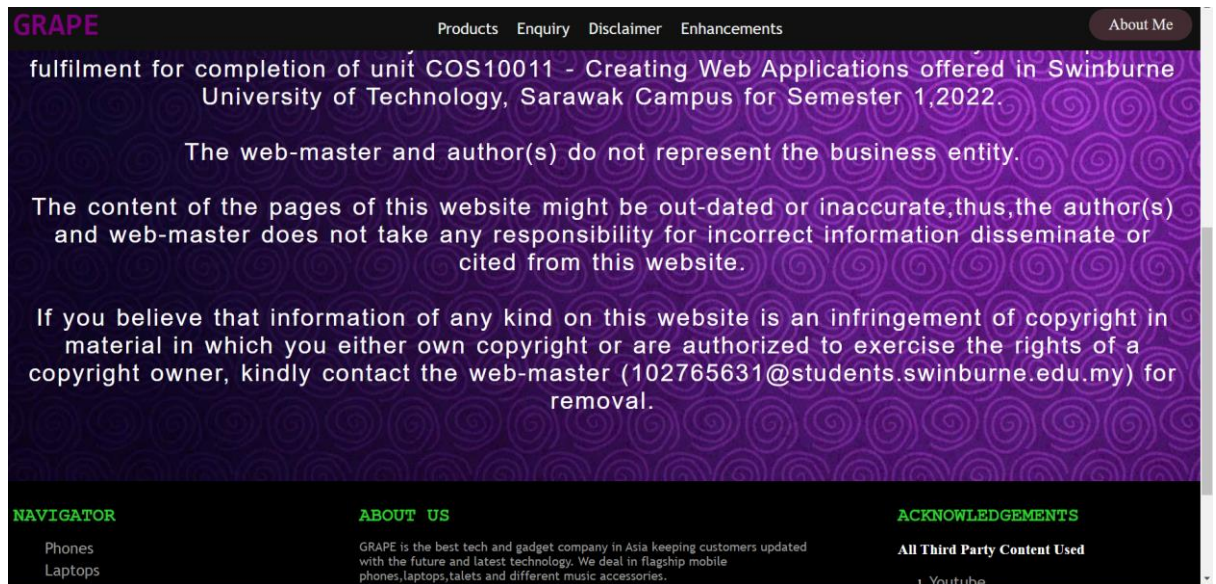 GRAPE
Products Enquiry Disclaimer Enhancements
About Me
fulfilment for completion of unit COS10011 - Creating Web Applications offered in Swinburne
University of Technology, Sarawak Campus for Semester 1,2022.
The web-master and author(s) do not represent the business entity.
The content of the pages of this website might be out-dated or inaccurate,thus,the author(s)
and web-master does not take any responsibility for incorrect information disseminate or
cited from this website.
If you believe that information of any kind on this website is an infringement of copyright in
material in which you either own copyright or are authorized to exercise the rights of a
copyright owner, kindly contact the web-master (102765631@students.swinburne.edu.my) for
removal.
NAVIGATOR
Phones
Laptops
ABOUT US
GRAPE is the best tech and gadget company in Asia keeping customers updated
with the future and latest technology. We deal in flagship mobile
phones,laptops,talets and different music accessories.
ACKNOWLEDGEMENTS
All Third Party Content Used
1. Youtube